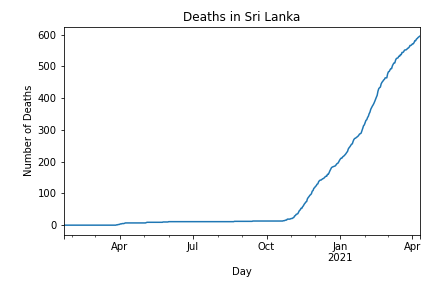 Deaths in Sri Lanka
600
500
400
300
200
100
0
Number of Deaths
Apr
Jul
Oct
Jan
2021
Apr
Day